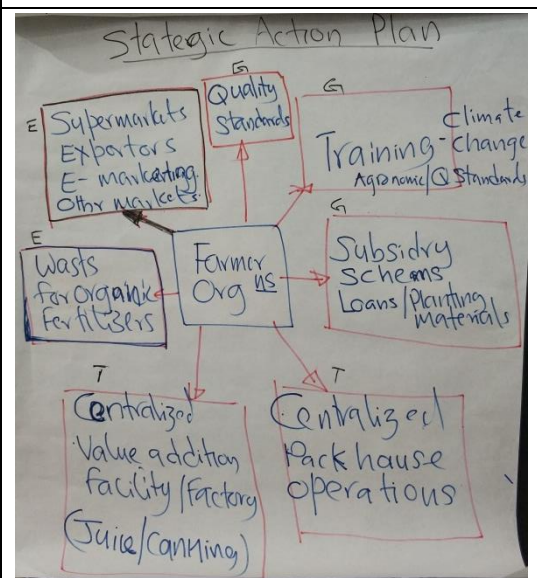 Stategic Action Plan
E
Supermarkets
Exportors
E-marketing
Othr markets
G
Quality
Standards
G
Training - Climate change
Agronomic/Q Standards
E
Wasts
for organic
Fertilizers
Farmer
Org ns
G
Subsidry
Schems
Loans/Planting
Materials
T
Centralized
Value addition
facility/Factory
(Juice/Canning)
T
Centralized
Pack house
operations